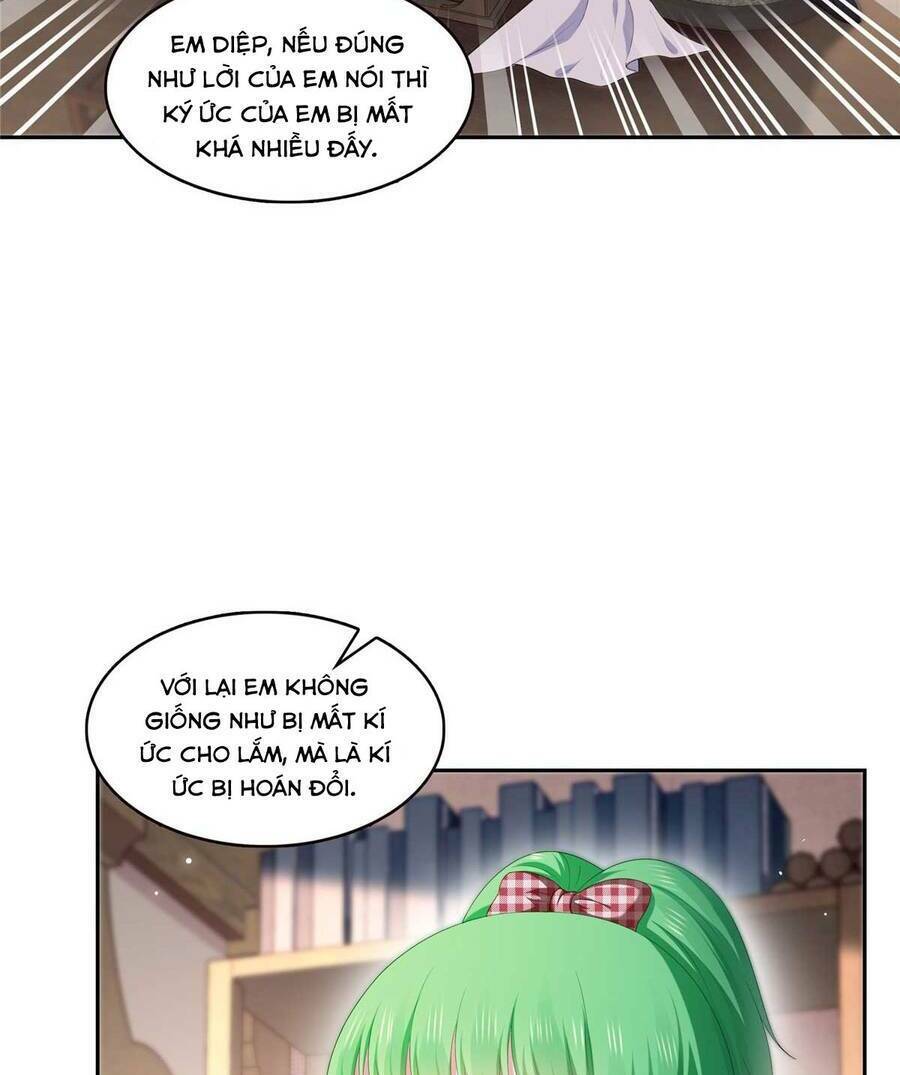 EM DIỆP, NẾU ĐÚNG
NHƯ LỜI CỦA EM NÓI THÌ
KÝ ỨC CỦA EM BỊ MẤT
KHÁ NHIỀU ĐẤY.
VỚI LẠI EM KHÔNG
GIỐNG NHƯ BỊ MẤT KÍ
ỨC CHO LẮM, MÀ LÀ KÍ
ỨC BỊ HOÁN ĐỔI.